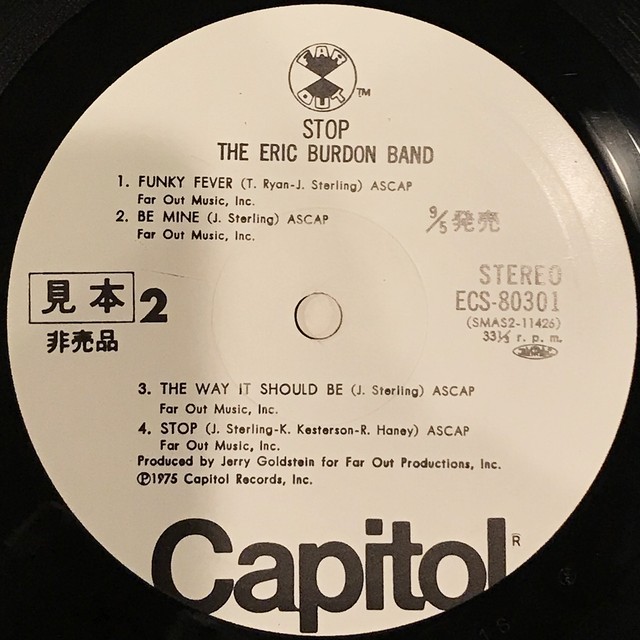 FAR
OUT
TM
STOP
THE ERIC BURDON BAND
1. FUNKY FEVER (T. Ryan-J. Sterling) ASCAP
Far Out Music, Inc.
2. BE MINE (J. Sterling) ASCAP
Far Out Music, Inc.
9/5 発売
見本
2
非売品
STEREO
ECS-80301
(SMAS2-11426)
33⅓ r. p. m.
3. THE WAY IT SHOULD BE (J. Sterling) ASCAP
Far Out Music, Inc.
4. STOP (J. Sterling-K. Kesterson-R. Haney) ASCAP
Far Out Music, Inc.
Produced by Jerry Goldstein for Far Out Productions, Inc.
℗1975 Capitol Records, Inc.
Capitol
R